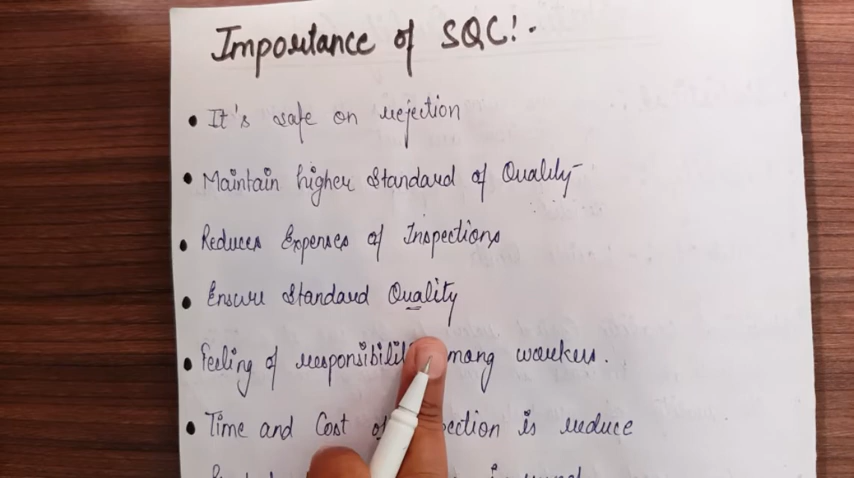 Importance of SQC!.
• It's safe on rejection
• Maintain higher Standard of Quality
• Reduces Expenses of Inspections
• Ensure Standard Quality
• Feeling of responsibilit mong workers.
• Time and Cost of ection is reduce